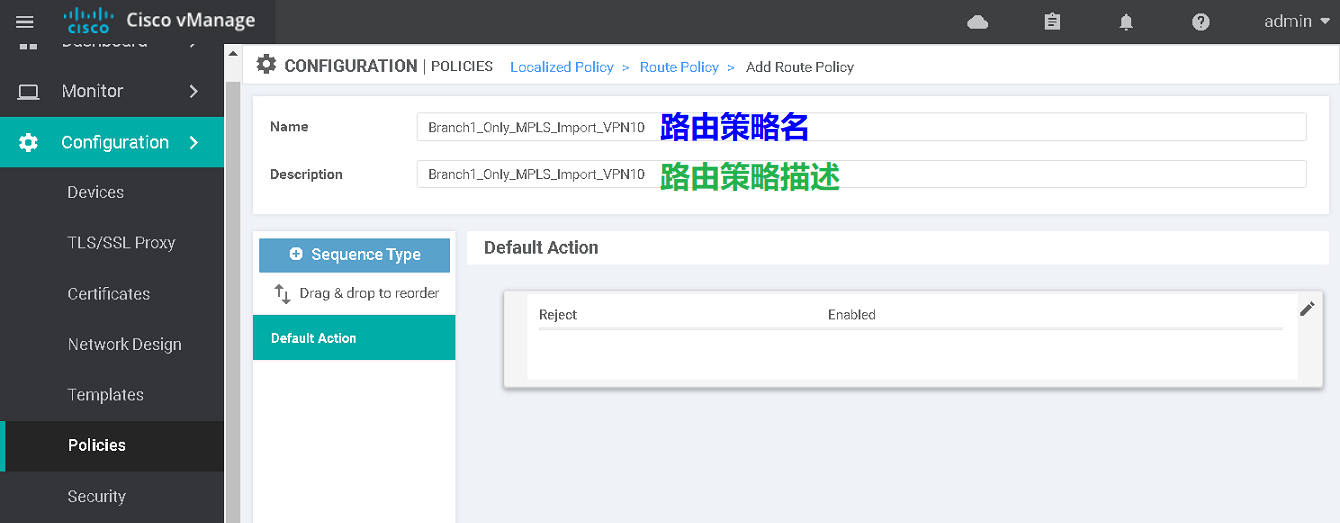 cisco Cisco vManage admin
Dashboard
CONFIGURATION | POLICIES Localized Policy > Route Policy > Add Route Policy
Monitor
Configuration
Devices
TLS/SSL Proxy
Certificates
Network Design
Templates
Policies
Security
Name Branch1_Only_MPLS_Import_VPN10 路由策略名
Description Branch1_Only_MPLS_Import_VPN10 路由策略描述
Sequence Type
Drag & drop to reorder
Default Action
Default Action
Reject Enabled